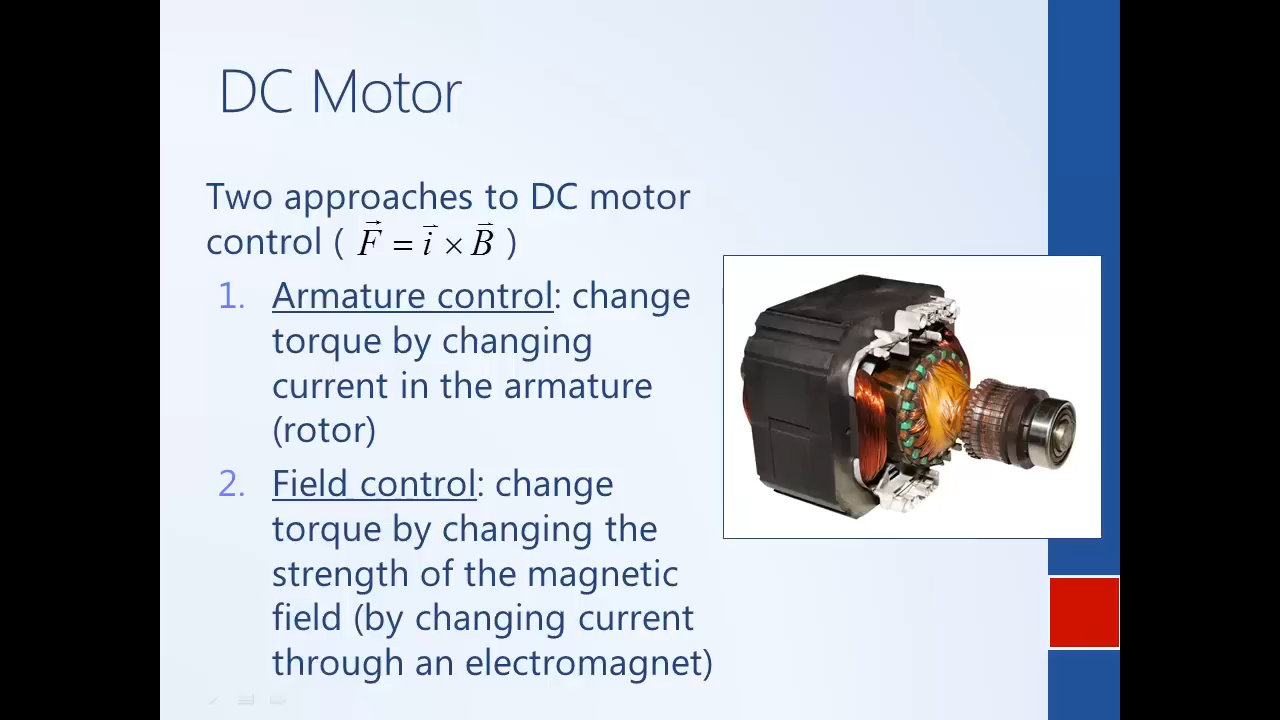 DC Motor
Two approaches to DC motor
control ( F⃗ = i⃗ × B⃗ )
1. Armature control: change
torque by changing
current in the armature
(rotor)
2. Field control: change
torque by changing the
strength of the magnetic
field (by changing current
through an electromagnet)